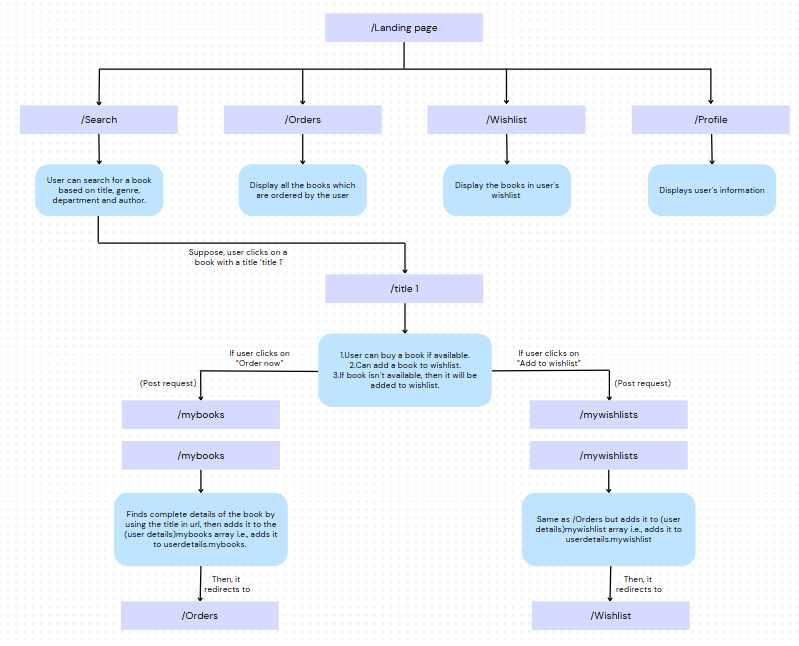 /Landing page
/Search
/Orders
/Wishlist
/Profile
User can search for a book
based on title, genre,
department and author.
Display all the books which
are ordered by the user
Display the books in user's
wishlist
Displays user's information
Suppose, user clicks on a
book with a title 'title 1'
/title 1
1.User can buy a book if available.
2.Can add a book to wishlist.
3.If book isn't available, then it will be
added to wishlist.
If user clicks on
"Order now"
If user clicks on
"Add to wishlist"
(Post request)
(Post request)
/mybooks
/mywishlists
/mybooks
/mywishlists
Finds complete details of the book by
using the title in url, then adds it to the
(user details)mybooks array i.e., adds it
to userdetails.mybooks.
Same as /Orders but adds it to (user
details)mywishlist array i.e., adds it to
userdetails.mywishlist
Then, it
redirects to
Then, it
redirects to
/Orders
/Wishlist